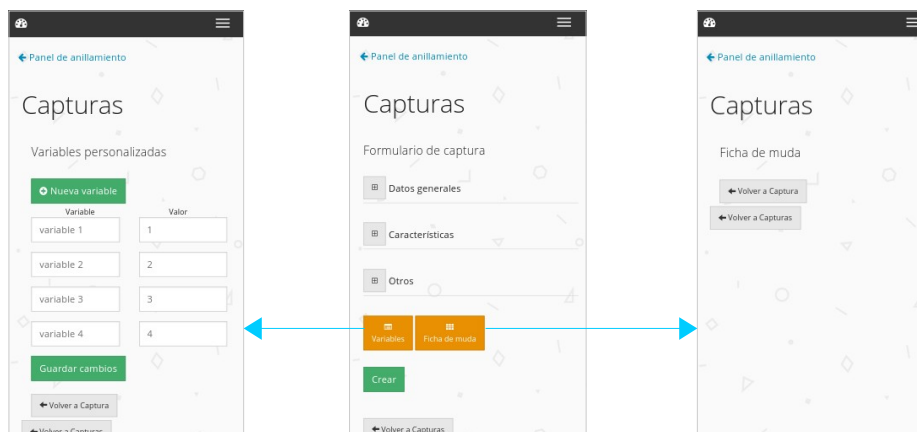 Panel de anillamiento
Capturas
Variables personalizadas
Nueva variable
Variable Valor
variable 1 1
variable 2 2
variable 3 3
variable 4 4
Guardar cambios
Volver a Captura
Volver a Capturas
Panel de anillamiento
Capturas
Formulario de captura
Datos generales
Características
Otros
Variables Ficha de muda
Crear
Volver a Capturas
Panel de anillamiento
Capturas
Ficha de muda
Volver a Captura
Volver a Capturas